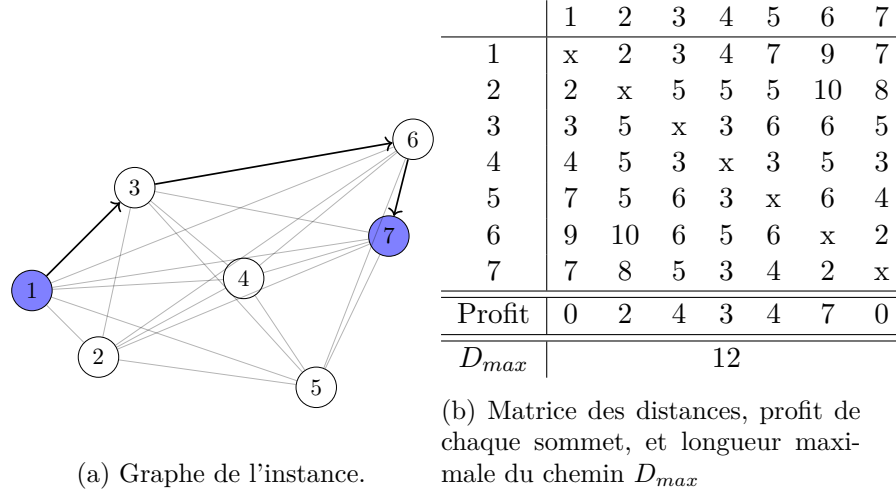 6
3
7
4
1
2
5
(a) Graphe de l'instance.
1 2 3 4 5 6 7
1 x 2 3 4 7 9 7
2 2 x 5 5 5 10 8
3 3 5 x 3 6 6 5
4 4 5 3 x 3 5 3
5 7 5 6 3 x 6 4
6 9 10 6 5 6 x 2
7 7 8 5 3 4 2 x
Profit 0 2 4 3 4 7 0
Dmax 12
(b) Matrice des distances, profit de
chaque sommet, et longueur maxi-
male du chemin Dmax